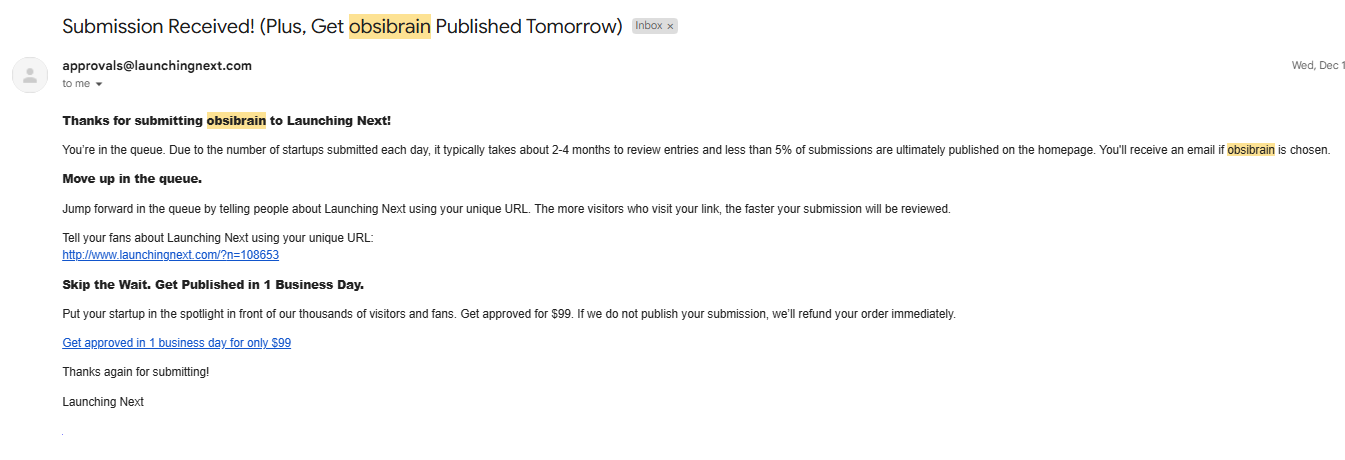 Submission Received! (Plus, Get obsibrain Published Tomorrow) Inbox ×
approvals@launchingnext.com
Wed, Dec 1
to me
Thanks for submitting obsibrain to Launching Next!
You're in the queue. Due to the number of startups submitted each day, it typically takes about 2-4 months to review entries and less than 5% of submissions are ultimately published on the homepage. You'll receive an email if obsibrain is chosen.
Move up in the queue.
Jump forward in the queue by telling people about Launching Next using your unique URL. The more visitors who visit your link, the faster your submission will be reviewed.
Tell your fans about Launching Next using your unique URL:
http://www.launchingnext.com/?n=108653
Skip the Wait. Get Published in 1 Business Day.
Put your startup in the spotlight in front of our thousands of visitors and fans. Get approved for $99. If we do not publish your submission, we'll refund your order immediately.
Get approved in 1 business day for only $99
Thanks again for submitting!
Launching Next